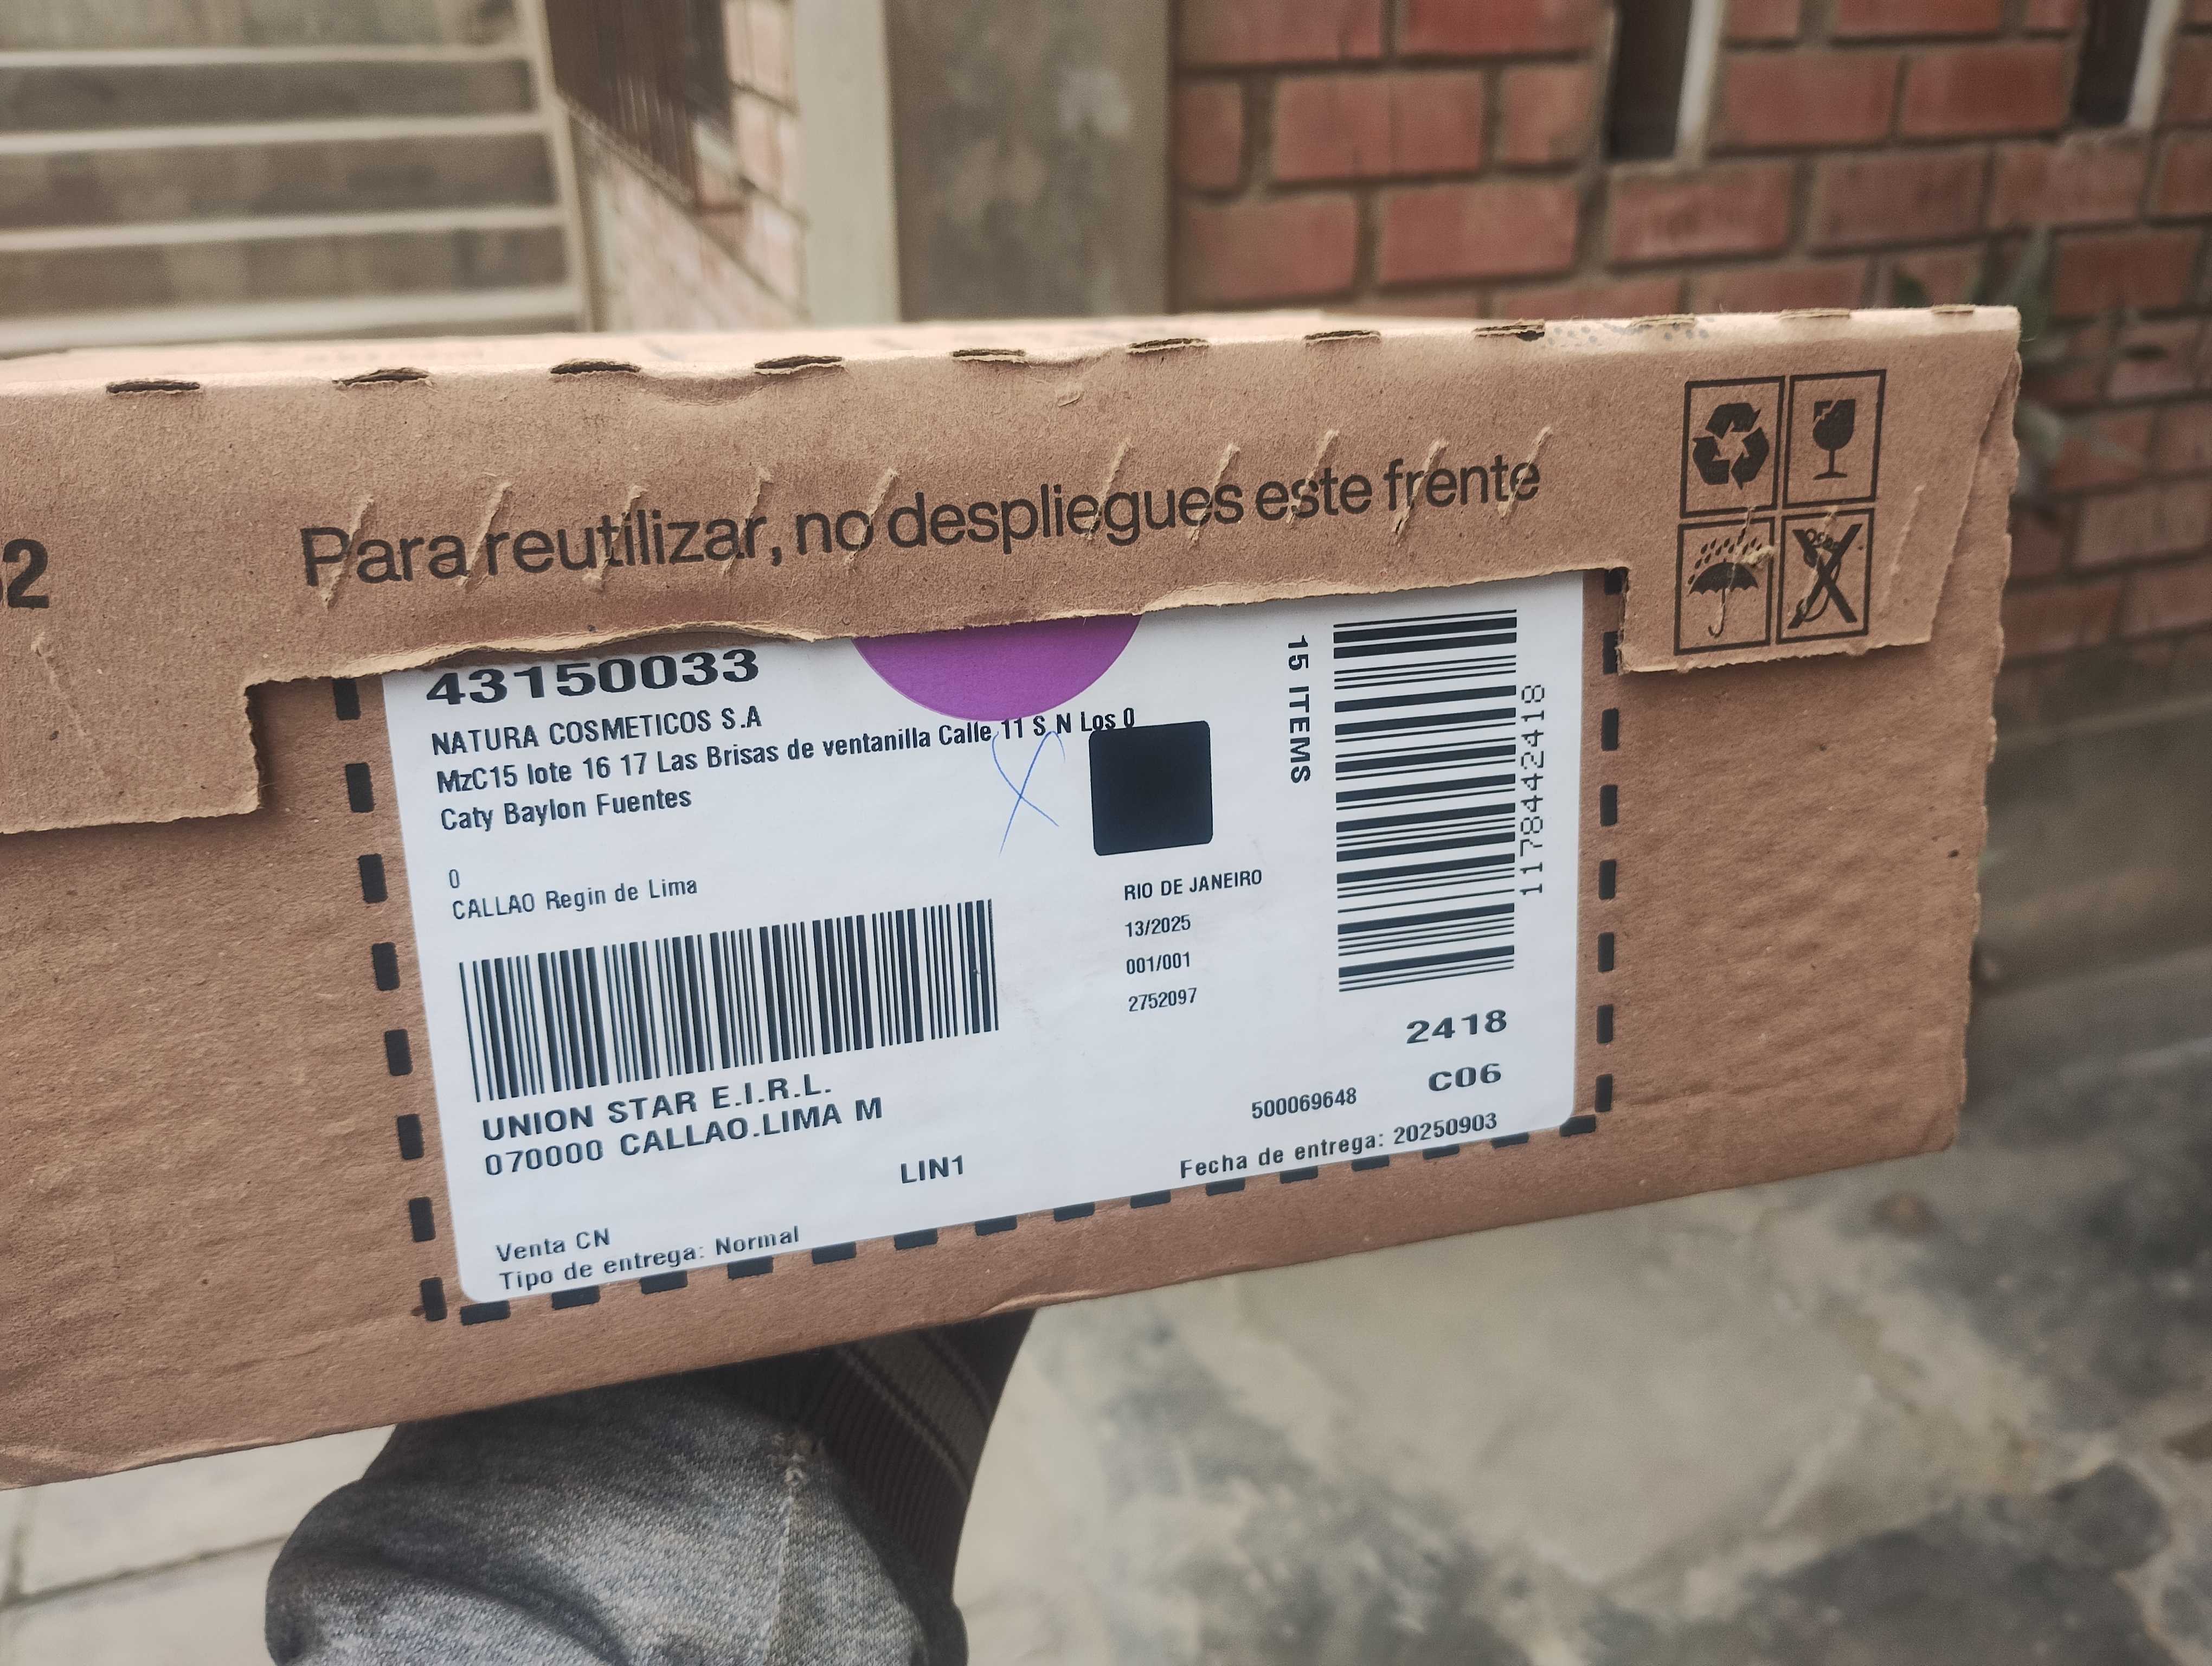 52
Para reutilizar, no despliegues este frente
43150033
NATURA COSMETICOS S.A
MzC15 lote 16 17 Las Brisas de ventanilla Calle 11 S N Los 0
Caty Baylon Fuentes
0
CALLAO Regin de Lima
UNION STAR E.I.R.L.
070000 CALLAO.LIMA M
LIN1
Venta CN
Tipo de entrega: Normal
RIO DE JANEIRO
13/2025
001/001
2752097
15 ITEMS
1178442418
2418
C06
500069648
Fecha de entrega: 20250903